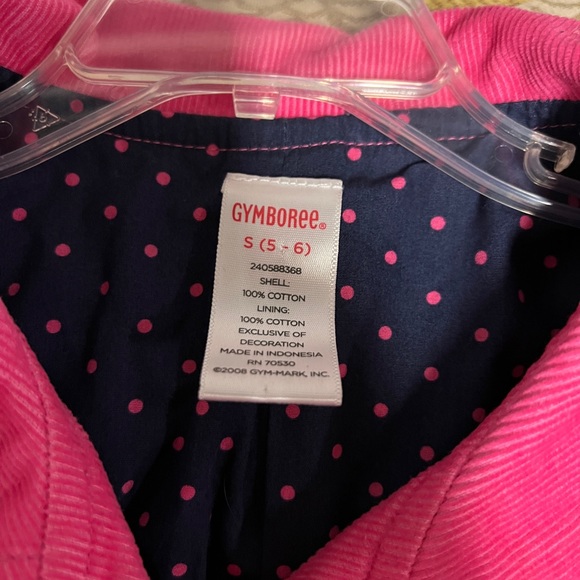 GYMBOREE®
S (5 - 6)
240588368
SHELL:
100% COTTON
LINING:
100% COTTON
EXCLUSIVE OF
DECORATION
MADE IN INDONESIA
RN 70530
©2008 GYM-MARK, INC.